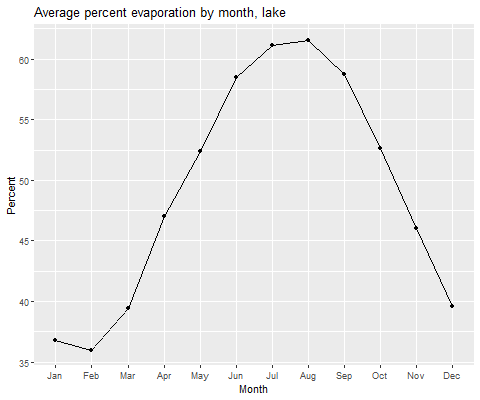 Average percent evaporation by month, lake
Percent
60
55
50
45
40
35
Jan Feb Mar Apr May Jun Jul Aug Sep Oct Nov Dec
Month